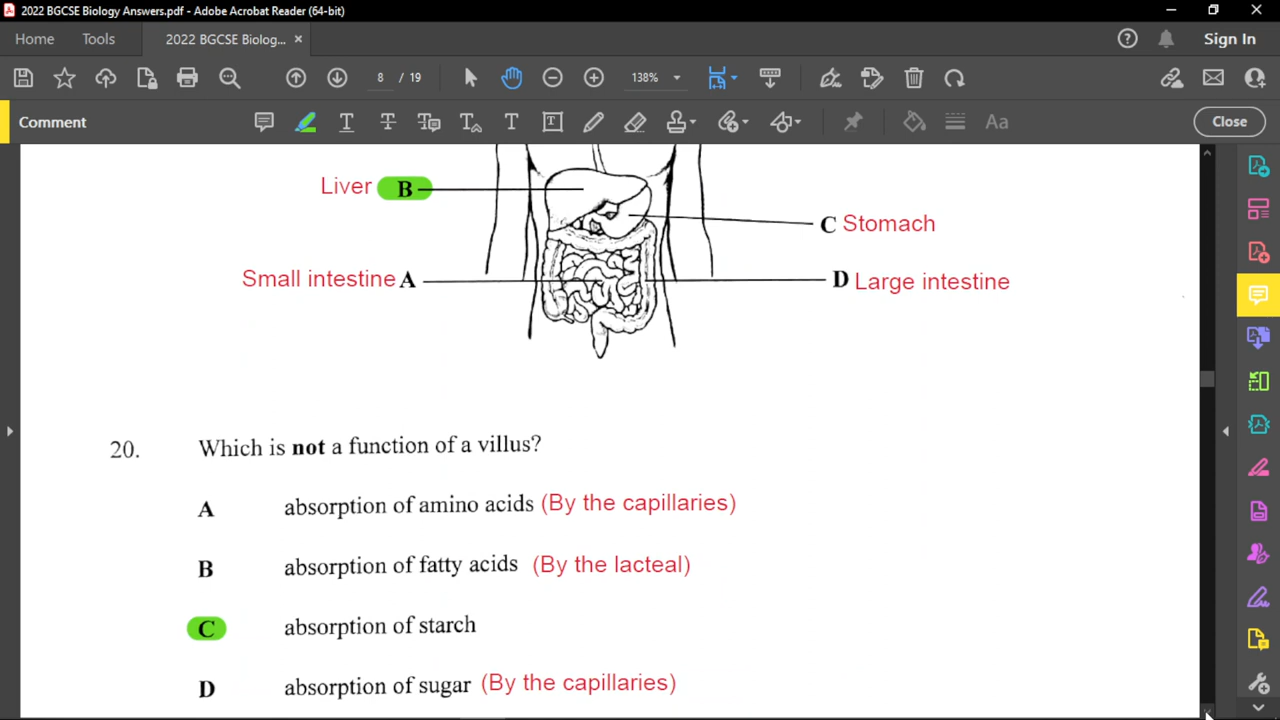 2022 BGCSE Biology Answers.pdf - Adobe Acrobat Reader (64-bit)
Home Tools 2022 BGCSE Biolog... × Sign In
8 / 19 138%
Comment Aa Close
Liver B
C Stomach
Small intestine A
D Large intestine
20. Which is not a function of a villus?
A absorption of amino acids (By the capillaries)
B absorption of fatty acids (By the lacteal)
C absorption of starch
D absorption of sugar (By the capillaries)